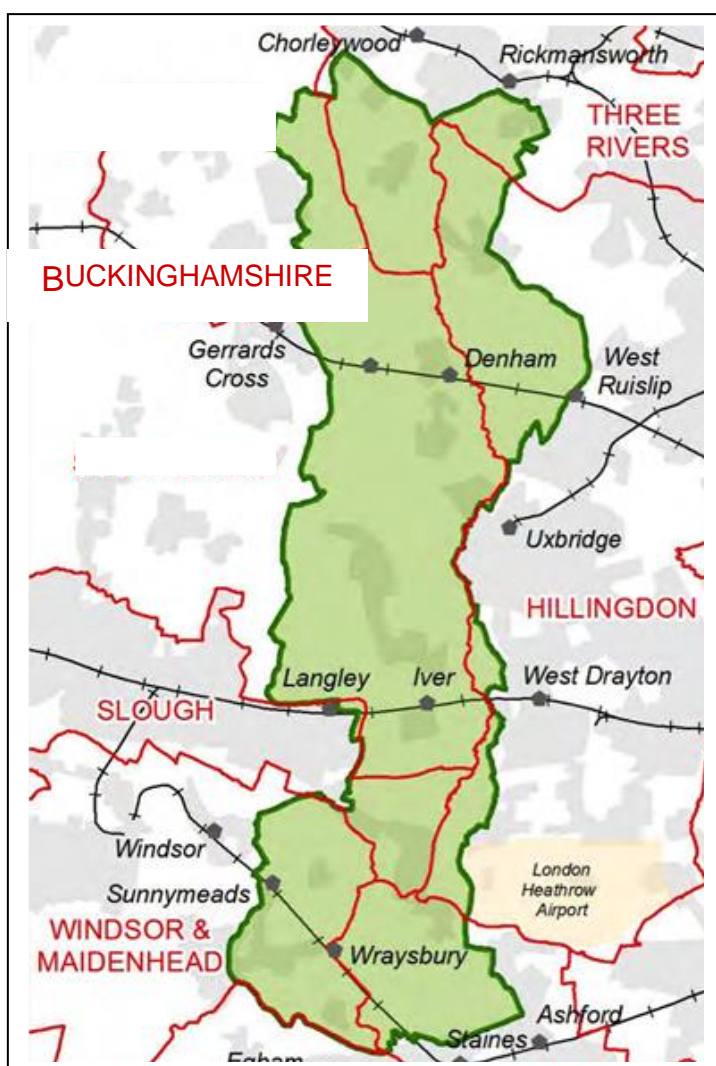 Chorleywood
Rickmansworth
THREE
RIVERS
BUCKINGHAMSHIRE
Gerrards
Cross
Denham
West
Ruislip
Uxbridge
HILLINGDON
Langley
Iver
West Drayton
SLOUGH
Windsor
London
Heathrow
Airport
Sunnymeads
WINDSOR &
MAIDENHEAD
Wraysbury
Ashford
Staines
Egham